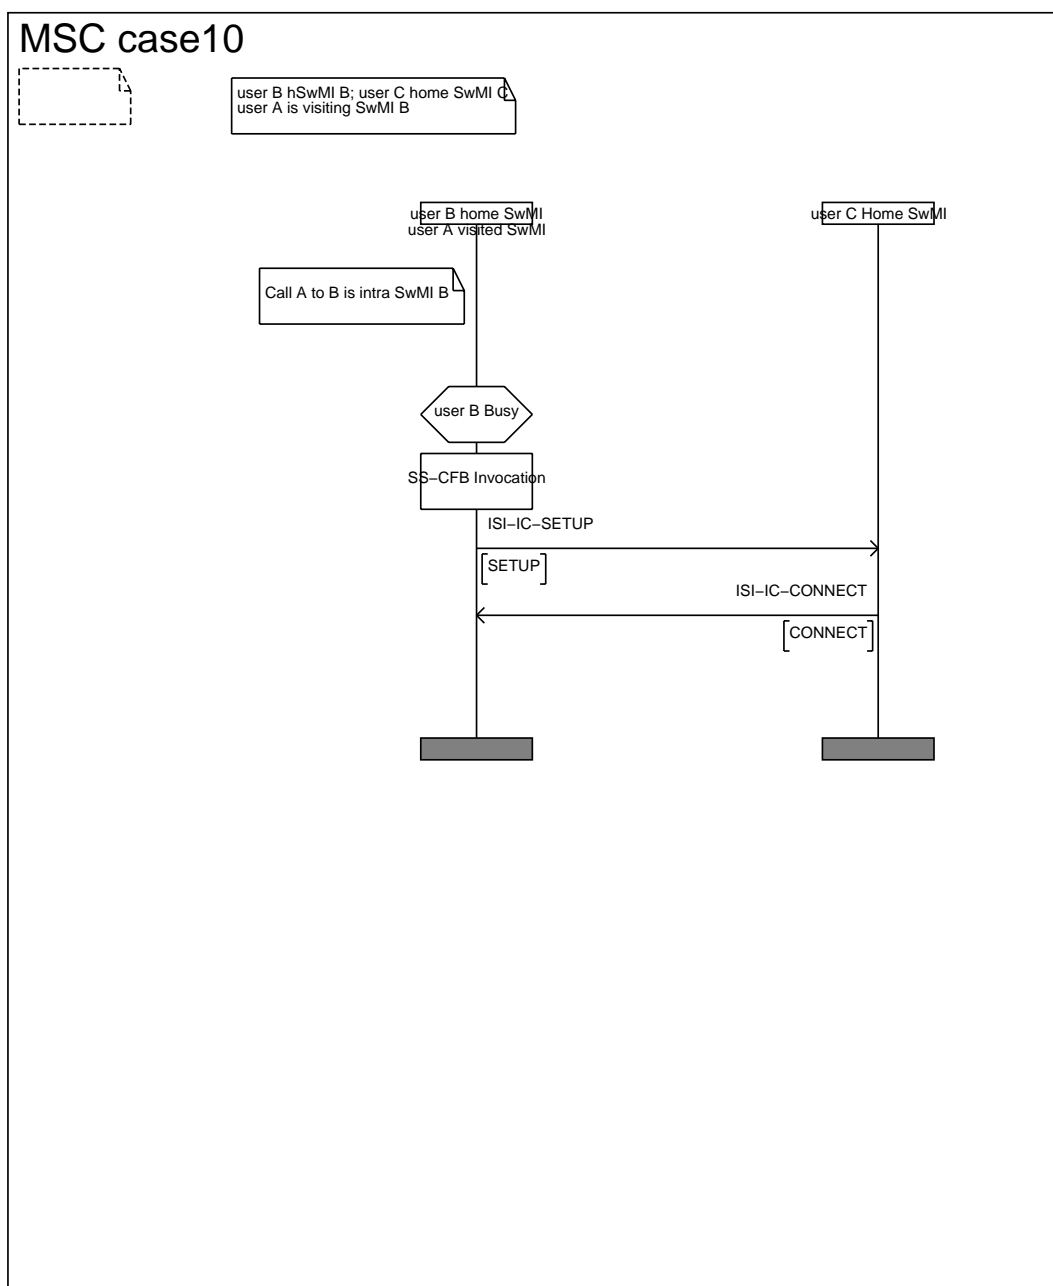 MSC case10
user B hSwMI B; user C home SwMI C
user A is visiting SwMI B
user B home SwMI
user A visited SwMI
user C Home SwMI
Call A to B is intra SwMI B
user B Busy
SS−CFB Invocation
ISI−IC−SETUP
SETUP
ISI−IC−CONNECT
CONNECT